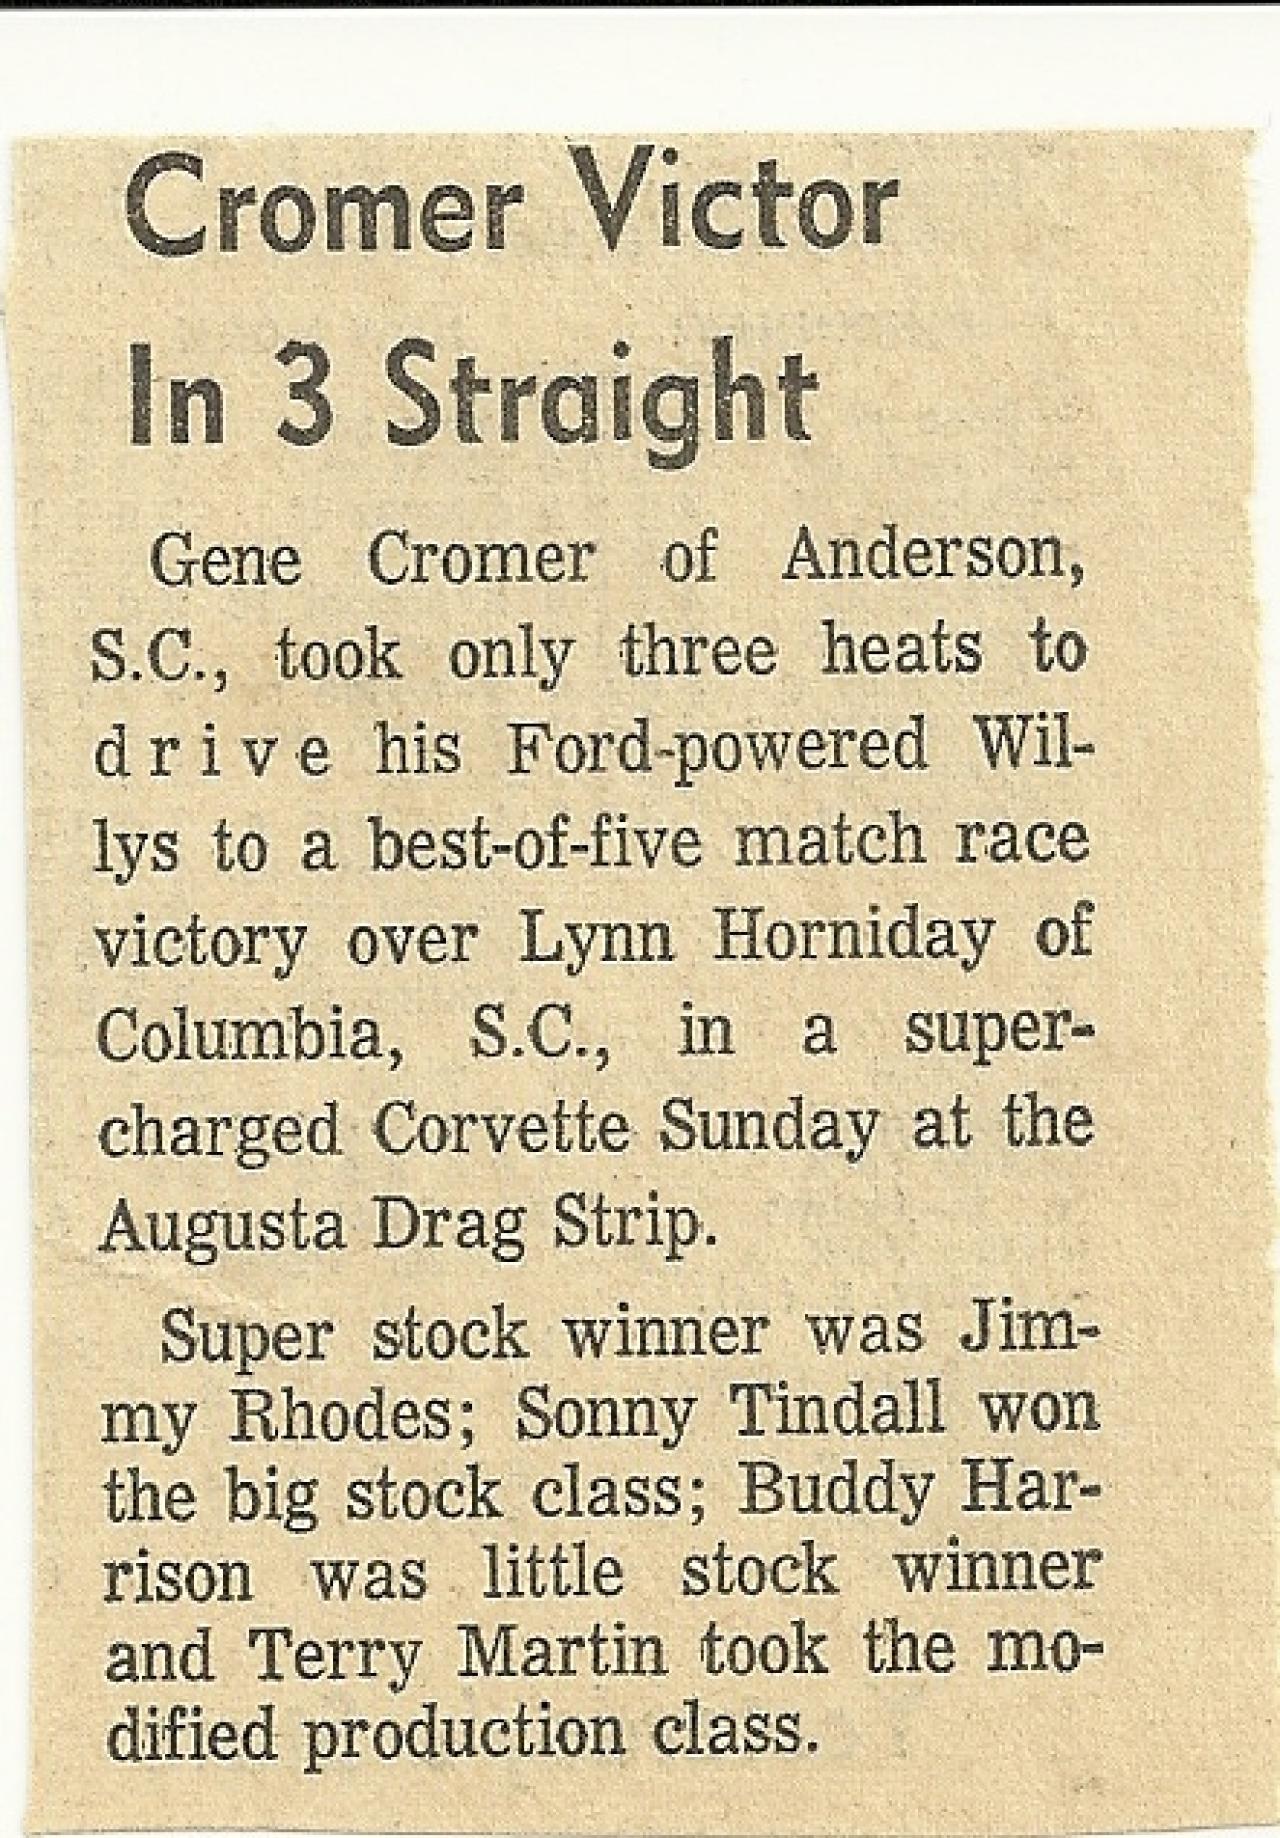 Cromer Victor
In 3 Straight
Gene Cromer of Anderson,
S.C., took only three heats to
drive his Ford-powered Wil-
lys to a best-of-five match race
victory over Lynn Horniday of
Columbia, S.C., in a super-
charged Corvette Sunday at the
Augusta Drag Strip.
Super stock winner was Jim-
my Rhodes; Sonny Tindall won
the big stock class; Buddy Har-
rison was little stock winner
and Terry Martin took the mo-
dified production class.